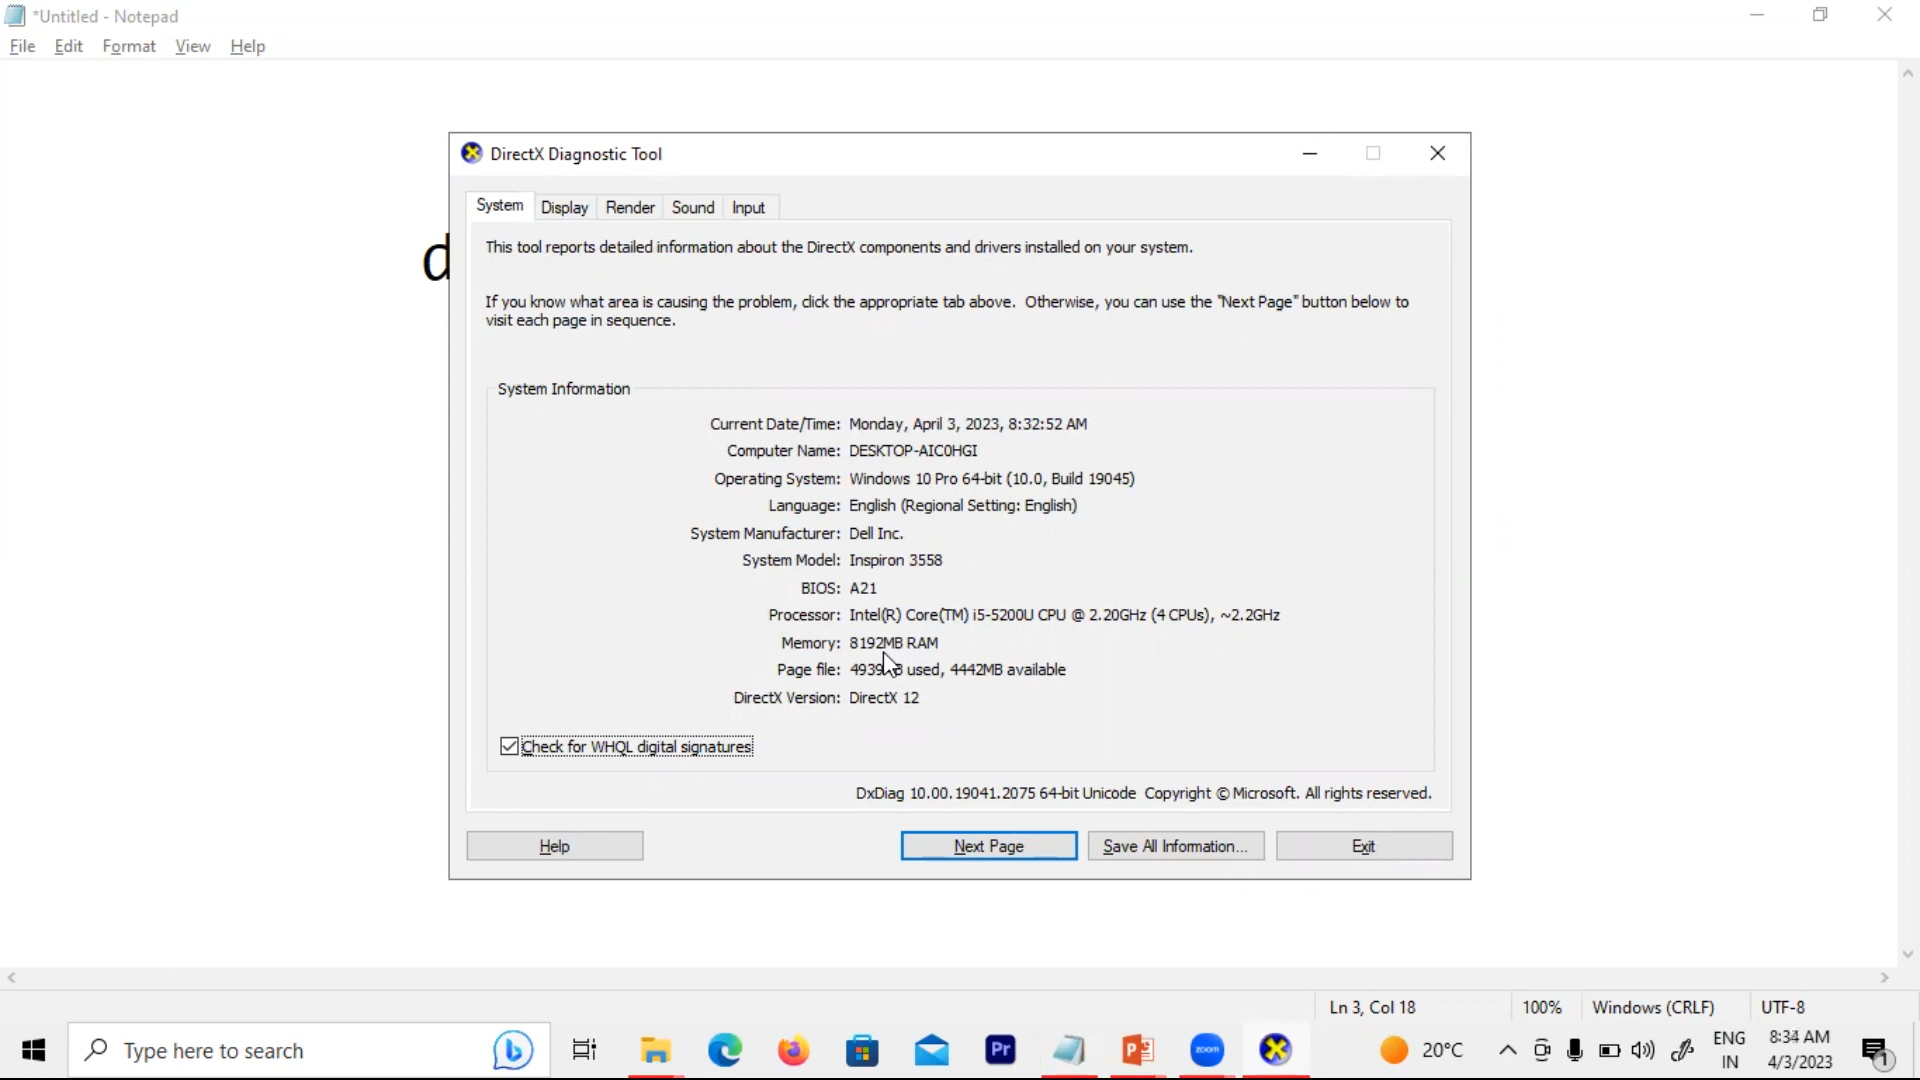 *Untitled - Notepad
File Edit Format View Help
d
DirectX Diagnostic Tool
System Display Render Sound Input
This tool reports detailed information about the DirectX components and drivers installed on your system.
If you know what area is causing the problem, click the appropriate tab above. Otherwise, you can use the "Next Page" button below to
visit each page in sequence.
System Information
Current Date/Time: Monday, April 3, 2023, 8:32:52 AM
Computer Name: DESKTOP-AIC0HGI
Operating System: Windows 10 Pro 64-bit (10.0, Build 19045)
Language: English (Regional Setting: English)
System Manufacturer: Dell Inc.
System Model: Inspiron 3558
BIOS: A21
Processor: Intel(R) Core(TM) i5-5200U CPU @ 2.20GHz (4 CPUs), ~2.2GHz
Memory: 8192MB RAM
Page file: 4939MB used, 4442MB available
DirectX Version: DirectX 12
Check for WHQL digital signatures
DxDiag 10.00.19041.2075 64-bit Unicode Copyright © Microsoft. All rights reserved.
Help Next Page Save All Information... Exit
Ln 3, Col 18 100% Windows (CRLF) UTF-8
Type here to search Pr zoom 20°C ENG IN 8:34 AM 4/3/2023 1